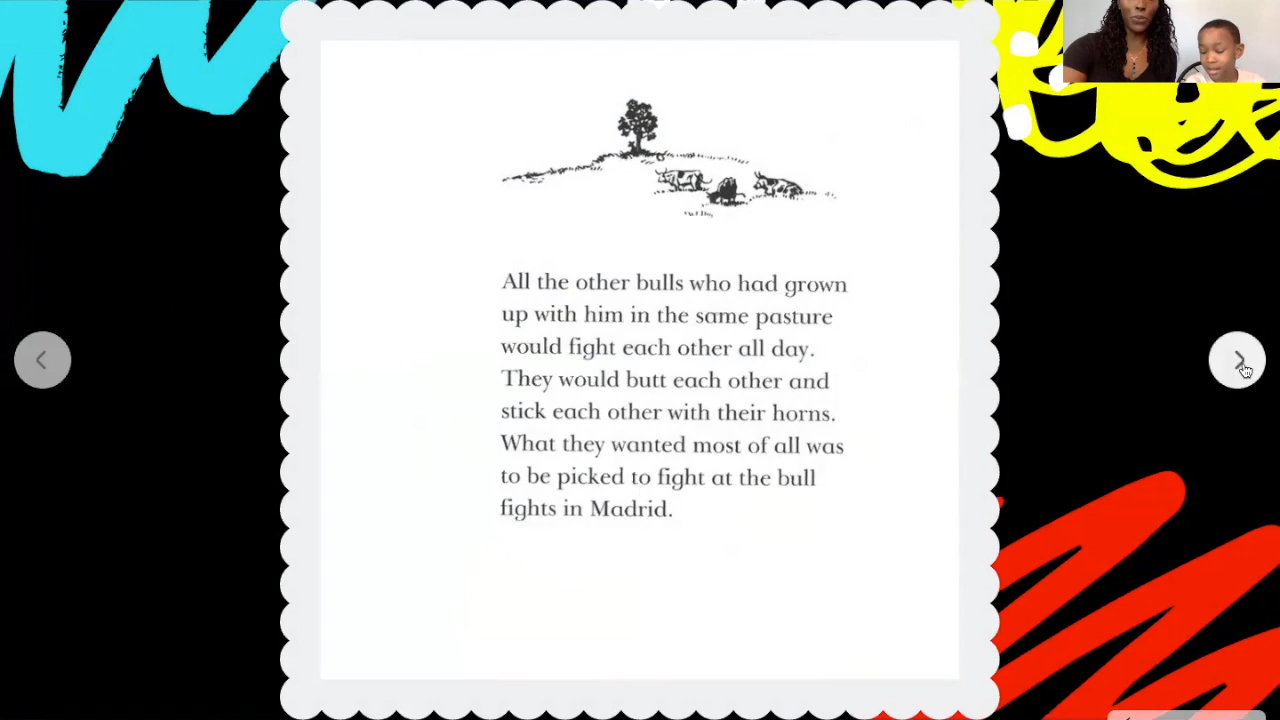 All the other bulls who had grown
up with him in the same pasture
would fight each other all day.
They would butt each other and
stick each other with their horns.
What they wanted most of all was
to be picked to fight at the bull
fights in Madrid.